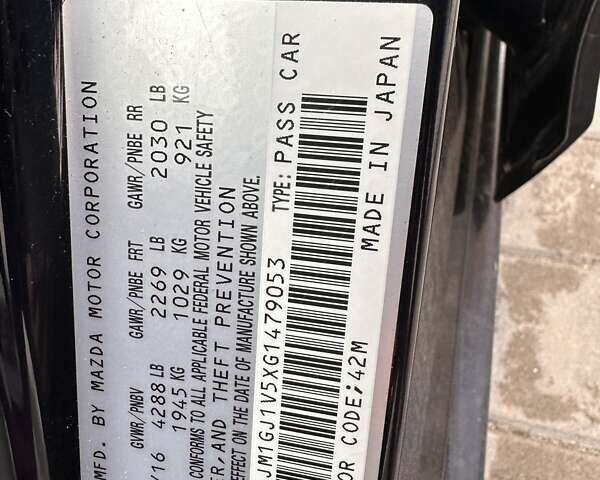 MFD. BY MAZDA MOTOR CORPORATION
GVWR/PNBV GAWR/PNBE FRT GAWR/PNBE RR
/16 4288 LB 2269 LB 2030 LB
1945 KG 1029 KG 921 KG
CONFORMS TO ALL APPLICABLE FEDERAL MOTOR VEHICLE SAFETY
ER, AND THEFT PREVENTION
EFFECT ON THE DATE OF MANUFACTURE SHOWN ABOVE.
JM1GJ1V5XG1479053 TYPE: PASS CAR
OR CODE:42M MADE IN JAPAN